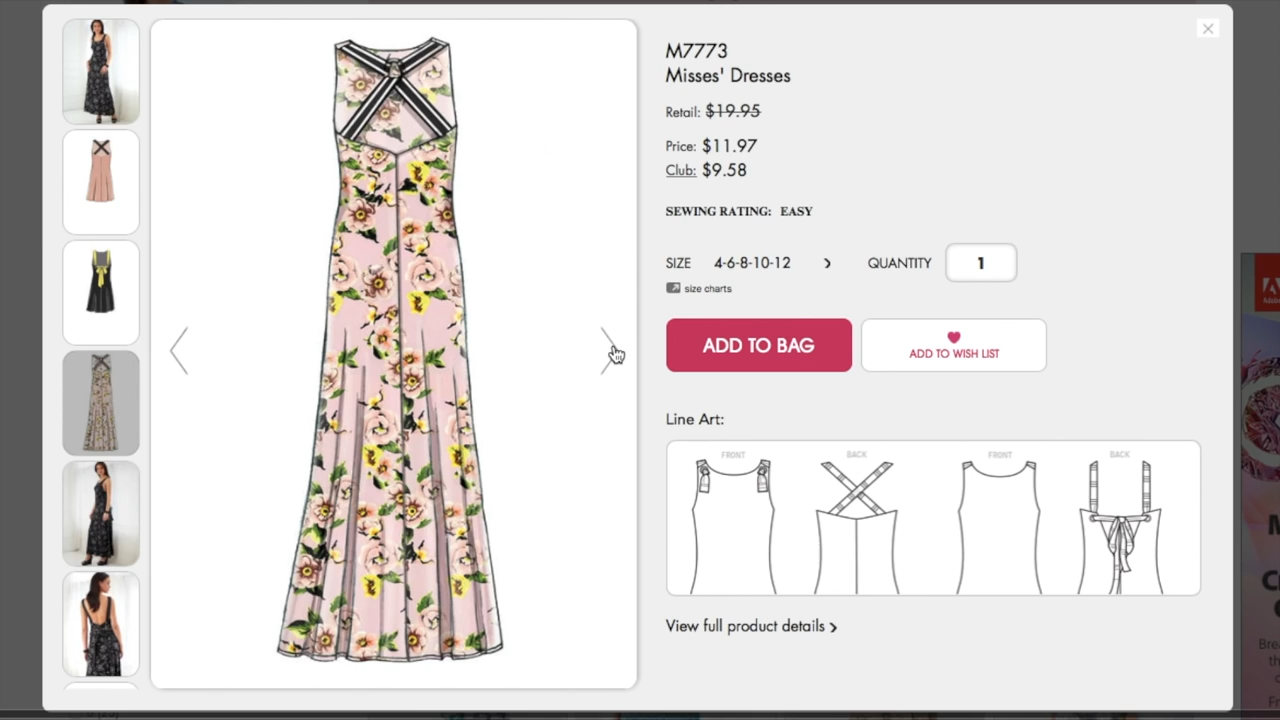 M7773
Misses' Dresses
Retail: $19.95
Price: $11.97
Club: $9.58
SEWING RATING: EASY
SIZE 4-6-8-10-12 QUANTITY 1
size charts
ADD TO BAG
ADD TO WISH LIST
Line Art:
FRONT BACK FRONT BACK
View full product details